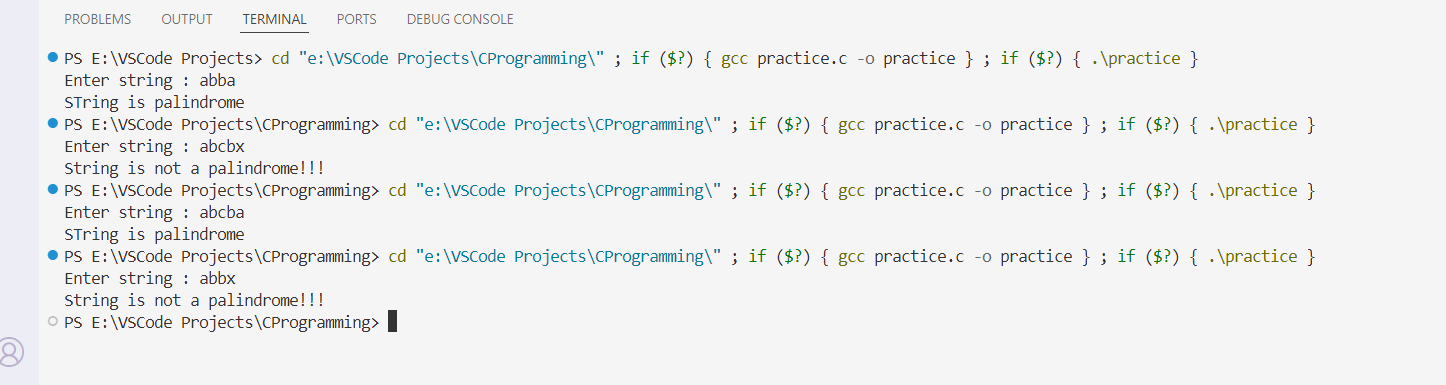 PROBLEMS OUTPUT TERMINAL PORTS DEBUG CONSOLE
PS E:\VSCode Projects> cd "e:\VSCode Projects\CProgramming\" ; if ($?) { gcc practice.c -o practice } ; if ($?) { .\practice }
Enter string : abba
STring is palindrome
PS E:\VSCode Projects\CProgramming> cd "e:\VSCode Projects\CProgramming\" ; if ($?) { gcc practice.c -o practice } ; if ($?) { .\practice }
Enter string : abcbx
String is not a palindrome!!!
PS E:\VSCode Projects\CProgramming> cd "e:\VSCode Projects\CProgramming\" ; if ($?) { gcc practice.c -o practice } ; if ($?) { .\practice }
Enter string : abcba
STring is palindrome
PS E:\VSCode Projects\CProgramming> cd "e:\VSCode Projects\CProgramming\" ; if ($?) { gcc practice.c -o practice } ; if ($?) { .\practice }
Enter string : abbx
String is not a palindrome!!!
PS E:\VSCode Projects\CProgramming>